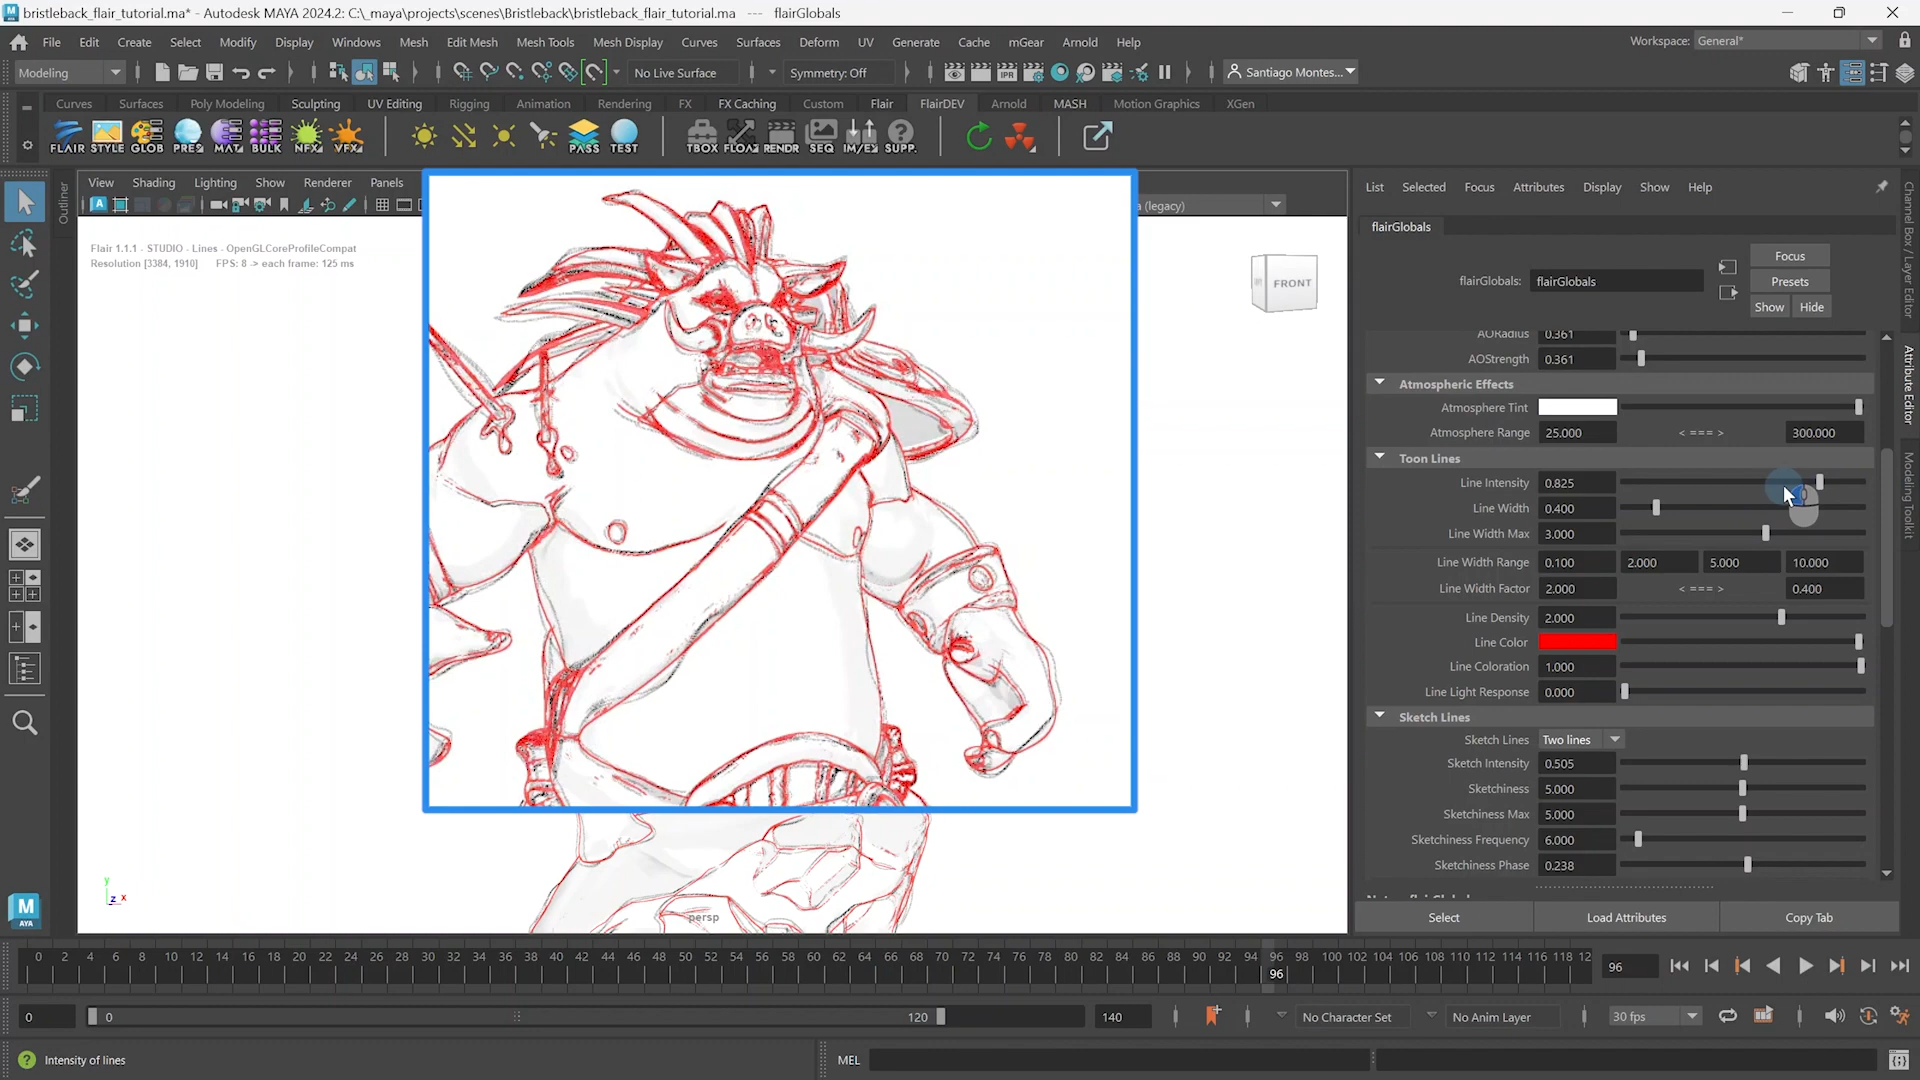 bristleback_flair_tutorial.ma* - Autodesk MAYA 2024.2: C:\_maya\projects\scenes\Bristleback\bristleback_flair_tutorial.ma --- flairGlobals
File Edit Create Select Modify Display Windows Mesh Edit Mesh Mesh Tools Mesh Display Curves Surfaces Deform UV Generate Cache mGear Arnold Help
Workspace: General*
Modeling No Live Surface Symmetry: Off IPR Santiago Montes...
Curves Surfaces Poly Modeling Sculpting UV Editing Rigging Animation Rendering FX FX Caching Custom Flair FlairDEV Arnold MASH Motion Graphics XGen
FLAIR STYLE GLOB PRES MAT BULK NFX VFX PASS TEST TBOX FLOAT RENDR SEQ IM/EX SUPP.
Outliner
View Shading Lighting Show Renderer Panels
a (legacy)
Flair 1.1.1 - STUDIO - Lines - OpenGLCoreProfileCompat
Resolution [3384, 1910] FPS: 8 -> each frame: 125 ms
FRONT
persp
y
z x
List Selected Focus Attributes Display Show Help
flairGlobals
flairGlobals: flairGlobals
Focus
Presets
Show Hide
AORadius 0.361
AOStrength 0.361
Atmospheric Effects
Atmosphere Tint
Atmosphere Range 25.000 < === > 300.000
Toon Lines
Line Intensity 0.825
Line Width 0.400
Line Width Max 3.000
Line Width Range 0.100 2.000 5.000 10.000
Line Width Factor 2.000 < === > 0.400
Line Density 2.000
Line Color
Line Coloration 1.000
Line Light Response 0.000
Sketch Lines
Sketch Lines Two lines
Sketch Intensity 0.505
Sketchiness 5.000
Sketchiness Max 5.000
Sketchiness Frequency 6.000
Sketchiness Phase 0.238
Select Load Attributes Copy Tab
Channel Box / Layer Editor
Attribute Editor
Modeling Toolkit
M
AYA
0 2 4 6 8 10 12 14 16 18 20 22 24 26 28 30 32 34 36 38 40 42 44 46 48 50 52 54 56 58 60 62 64 66 68 70 72 74 76 78 80 82 84 86 88 90 92 94 96 98 100 102 104 106 108 110 112 114 116 118 12
96
96
0 0 120 140 No Character Set No Anim Layer 30 fps
Intensity of lines
MEL